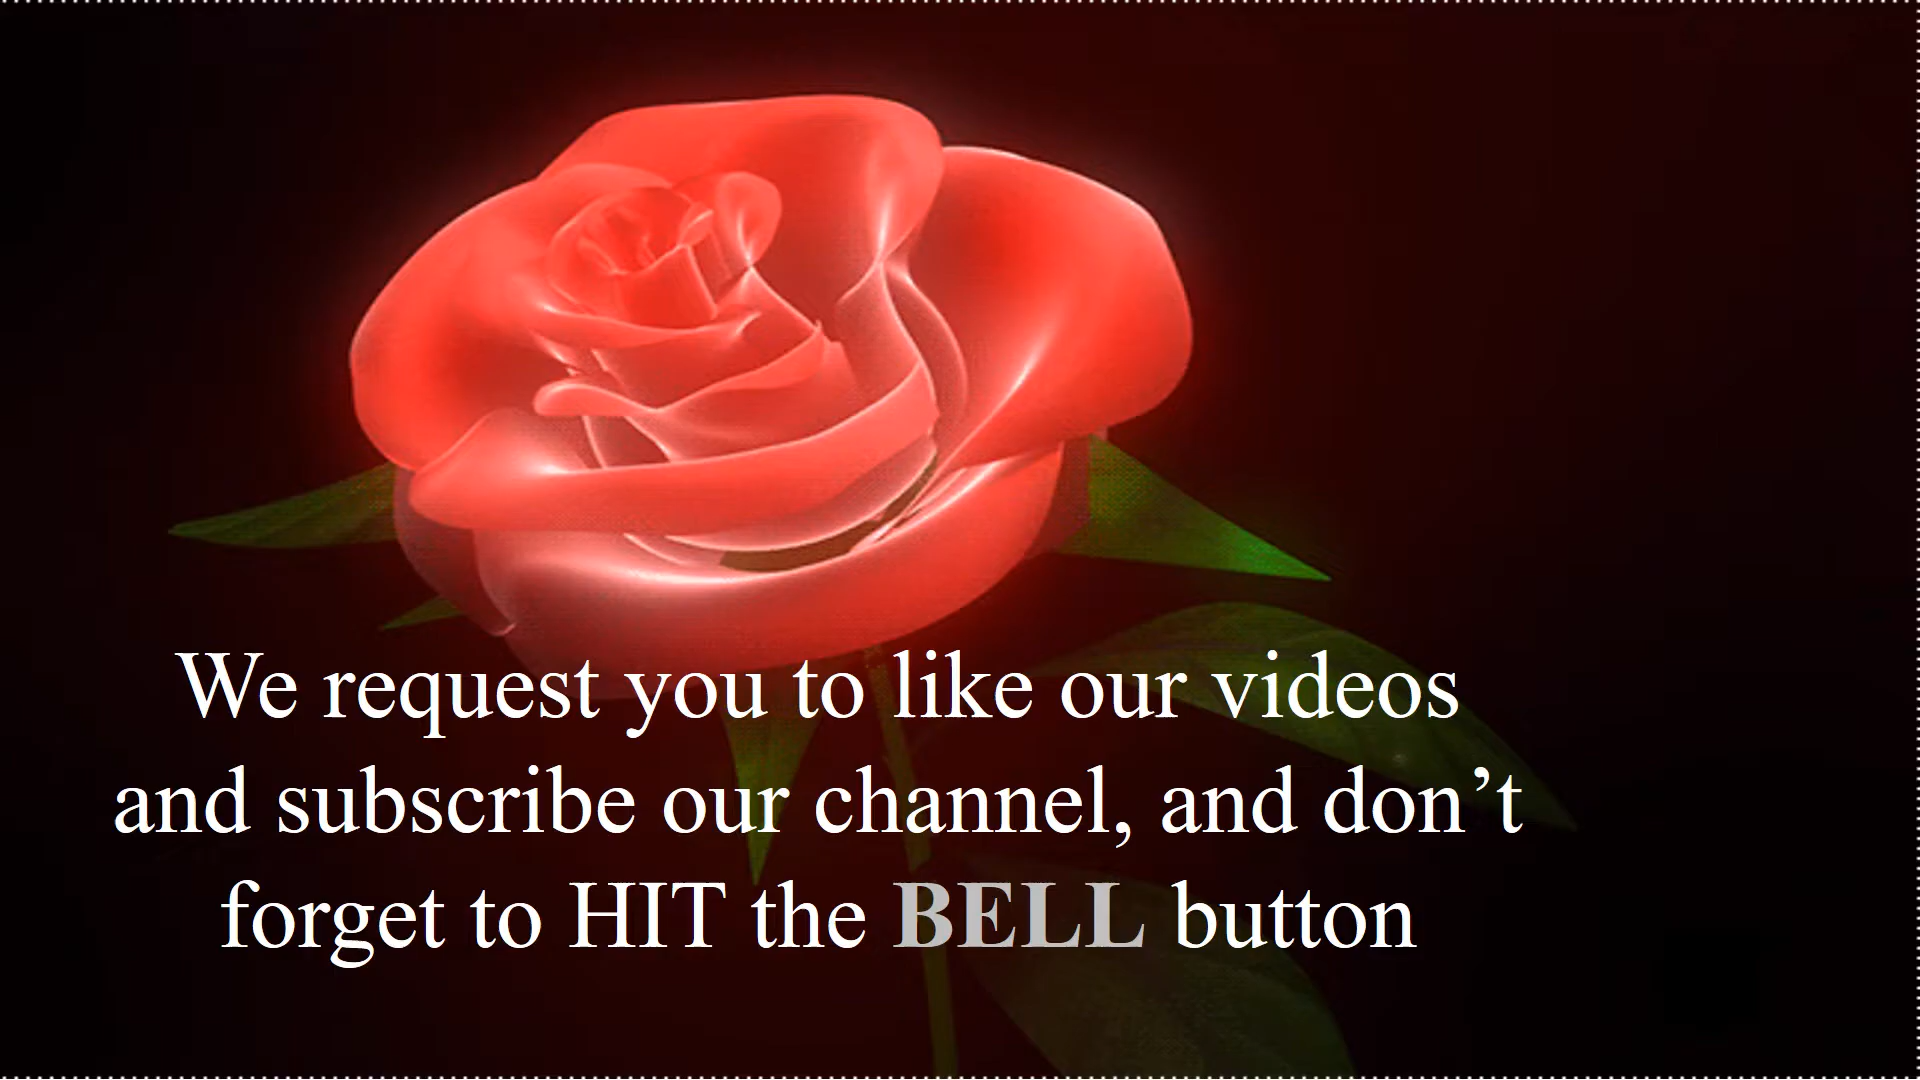 We request you to like our videos
and subscribe our channel, and don’t
forget to HIT the BELL button